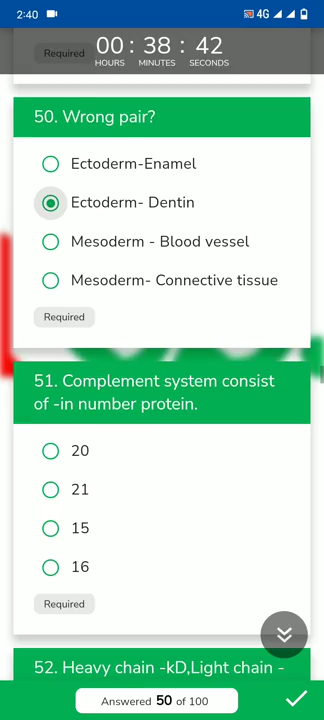 2:40
4G
Required
00 : 38 : 42
HOURS MINUTES SECONDS
50. Wrong pair?
Ectoderm-Enamel
Ectoderm- Dentin
Mesoderm - Blood vessel
Mesoderm- Connective tissue
Required
51. Complement system consist
of -in number protein.
20
21
15
16
Required
52. Heavy chain -kD,Light chain -
Answered 50 of 100